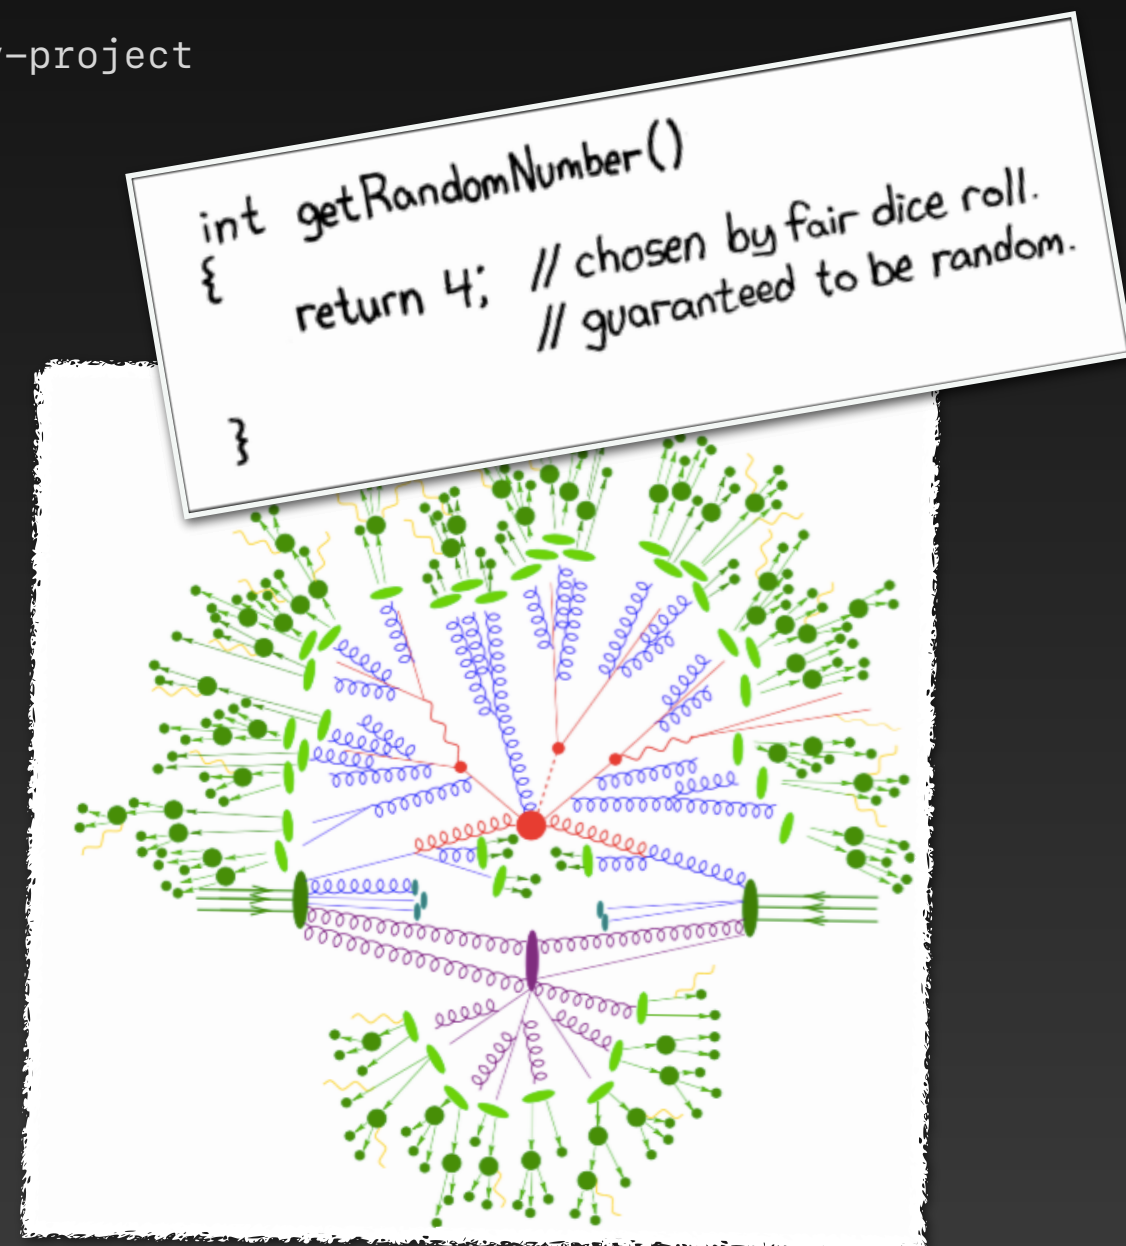 -project
int getRandomNumber()
{
return 4; // chosen by fair dice roll.
// guaranteed to be random.
}